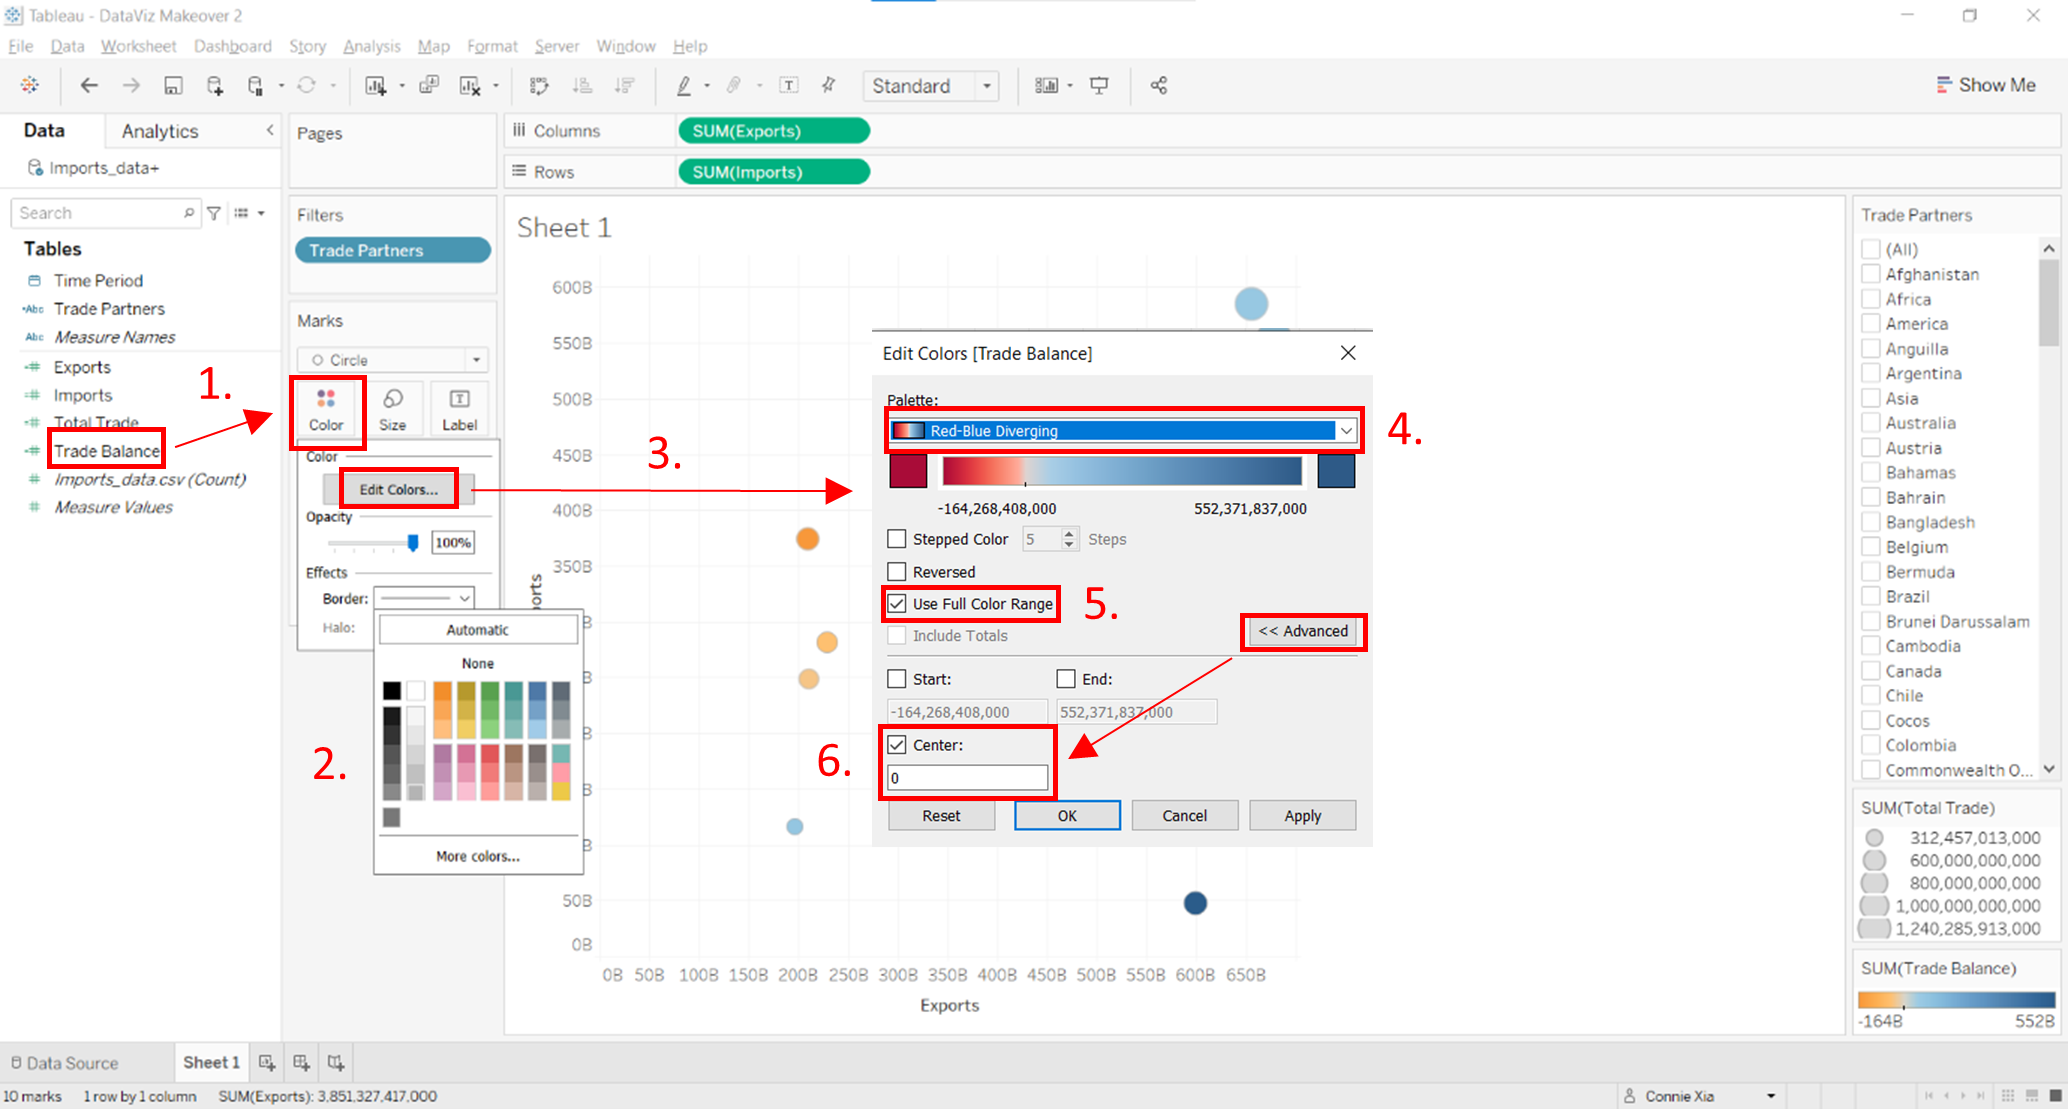 Tableau - DataViz Makeover 2
File Data Worksheet Dashboard Story Analysis Map Format Server Window Help
Standard
Show Me
Data
Analytics
Imports_data+
Search
Tables
Time Period
Abc Trade Partners
Abc Measure Names
Exports
Imports
Total Trade
Trade Balance
Imports_data.csv (Count)
Measure Values
1.
Pages
Filters
Trade Partners
Marks
Circle
Color
Size
Label
Color
Edit Colors...
Opacity
100%
Effects
Border:
Halo:
Automatic
None
More colors...
2.
3.
Columns
SUM(Exports)
Rows
SUM(Imports)
Sheet 1
600B
550B
500B
450B
400B
350B
B
B
B
B
B
50B
0B
orts
0B 50B 100B 150B 200B 250B 300B 350B 400B 450B 500B 550B 600B 650B
Exports
Edit Colors [Trade Balance]
Palette:
Red-Blue Diverging
4.
-164,268,408,000
552,371,837,000
Stepped Color
5
Steps
Reversed
Use Full Color Range
5.
Include Totals
<< Advanced
Start:
End:
-164,268,408,000
552,371,837,000
Center:
0
6.
Reset
OK
Cancel
Apply
Trade Partners
(All)
Afghanistan
Africa
America
Anguilla
Argentina
Asia
Australia
Austria
Bahamas
Bahrain
Bangladesh
Belgium
Bermuda
Brazil
Brunei Darussalam
Cambodia
Canada
Chile
Cocos
Colombia
Commonwealth O...
SUM(Total Trade)
312,457,013,000
600,000,000,000
800,000,000,000
1,000,000,000,000
1,240,285,913,000
SUM(Trade Balance)
-164B
552B
Data Source
Sheet 1
10 marks
1 row by 1 column
SUM(Exports): 3,851,327,417,000
Connie Xia